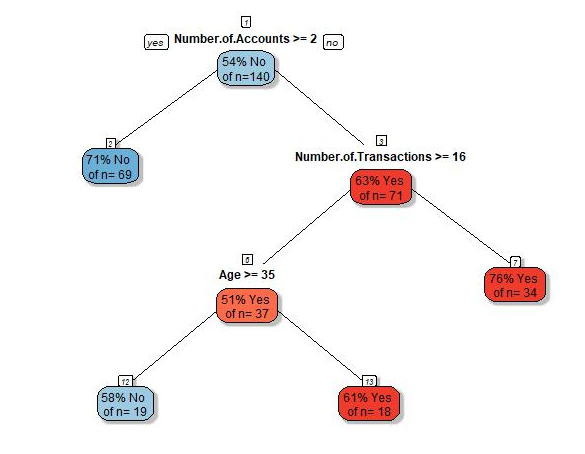 1
yes Number.of.Accounts >= 2 no
54% No
of n=140
2
71% No
of n= 69
3
Number.of.Transactions >= 16
63% Yes
of n= 71
6
Age >= 35
51% Yes
of n= 37
7
76% Yes
of n= 34
12
58% No
of n= 19
13
61% Yes
of n= 18